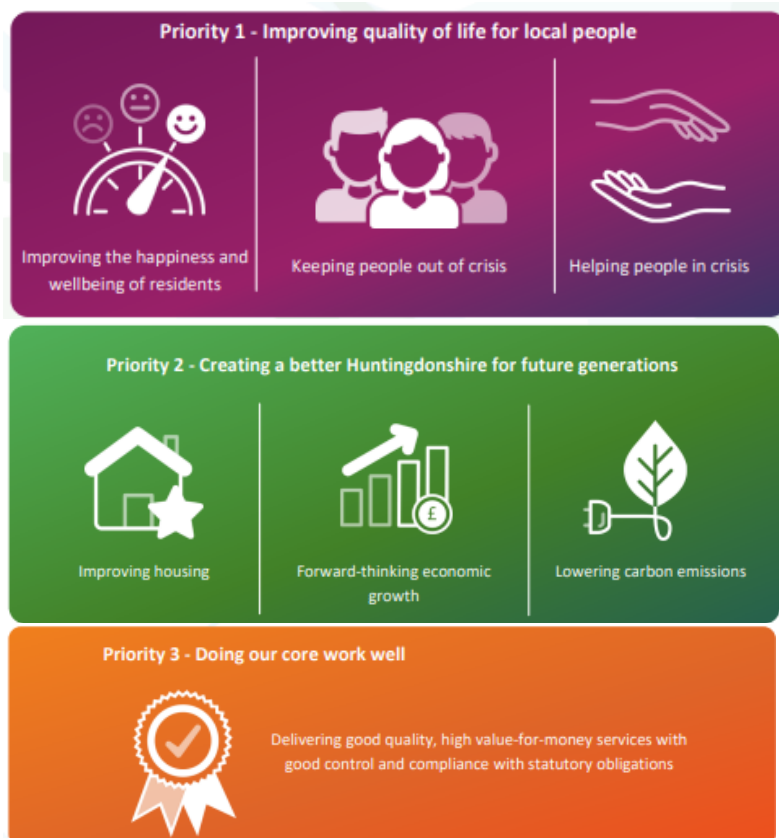 Priority 1 - Improving quality of life for local people
Improving the happiness and
wellbeing of residents
Keeping people out of crisis
Helping people in crisis
Priority 2 - Creating a better Huntingdonshire for future generations
£
Improving housing
Forward-thinking economic
growth
Lowering carbon emissions
Priority 3 - Doing our core work well
Delivering good quality, high value-for-money services with
good control and compliance with statutory obligations